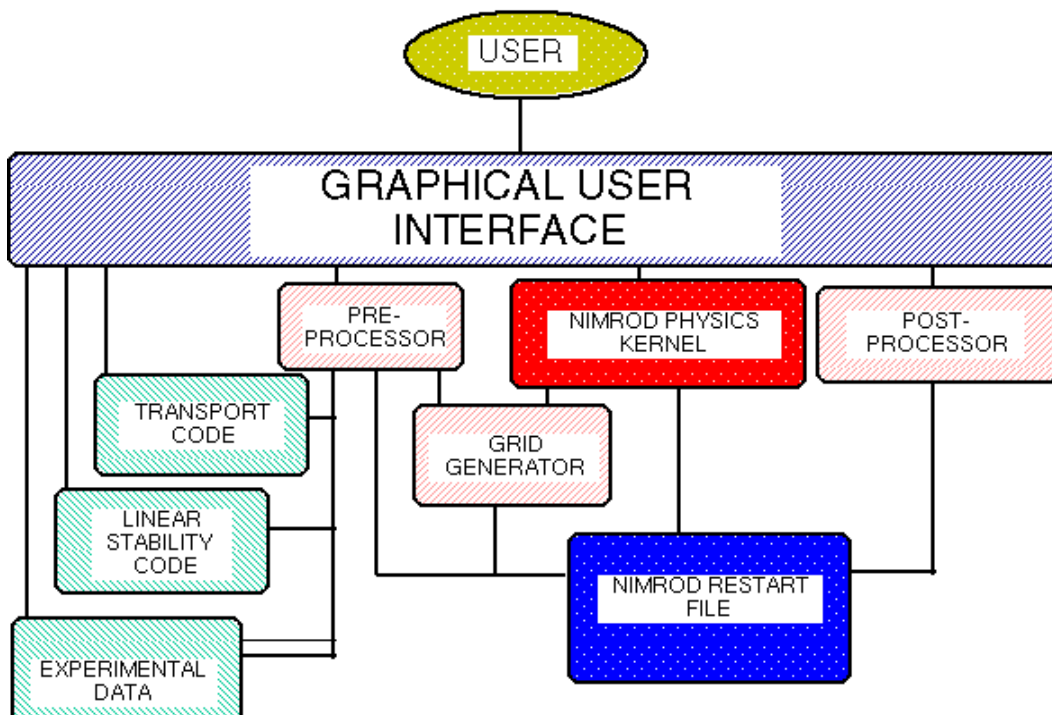 USER
GRAPHICAL USER
INTERFACE
PRE-
PROCESSOR
NIMROD PHYSICS
KERNEL
POST-
PROCESSOR
TRANSPORT
CODE
GRID
GENERATOR
LINEAR
STABILITY
CODE
NIMROD RESTART
FILE
EXPERIMENTAL
DATA